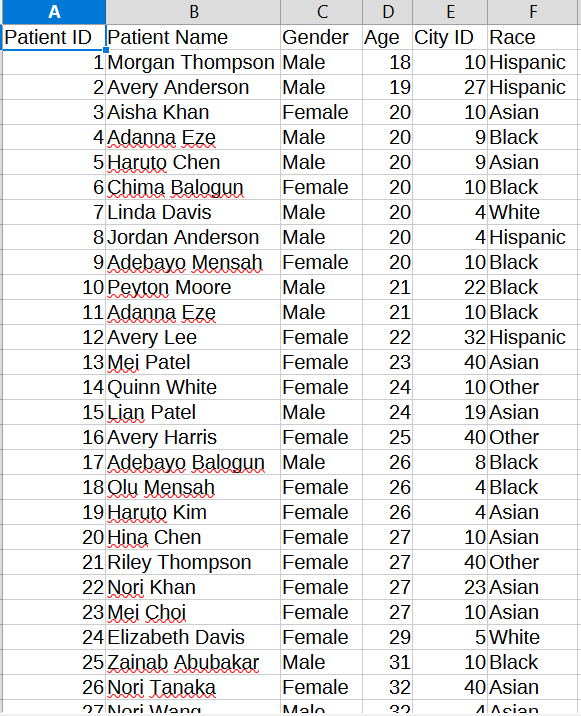 A B C D E F
Patient ID Patient Name Gender Age City ID Race
1 Morgan Thompson Male 18 10 Hispanic
2 Avery Anderson Male 19 27 Hispanic
3 Aisha Khan Female 20 10 Asian
4 Adanna Eze Male 20 9 Black
5 Haruto Chen Male 20 9 Asian
6 Chima Balogun Female 20 10 Black
7 Linda Davis Male 20 4 White
8 Jordan Anderson Male 20 4 Hispanic
9 Adebayo Mensah Female 20 10 Black
10 Peyton Moore Male 21 22 Black
11 Adanna Eze Male 21 10 Black
12 Avery Lee Female 22 32 Hispanic
13 Mei Patel Female 23 40 Asian
14 Quinn White Female 24 10 Other
15 Lian Patel Male 24 19 Asian
16 Avery Harris Female 25 40 Other
17 Adebayo Balogun Male 26 8 Black
18 Olu Mensah Female 26 4 Black
19 Haruto Kim Female 26 4 Asian
20 Hina Chen Female 27 10 Asian
21 Riley Thompson Female 27 40 Other
22 Nori Khan Female 27 23 Asian
23 Mei Choi Female 27 10 Asian
24 Elizabeth Davis Female 29 5 White
25 Zainab Abubakar Male 31 10 Black
26 Nori Tanaka Female 32 40 Asian
27 Nori Wang Male 32 4 Asian